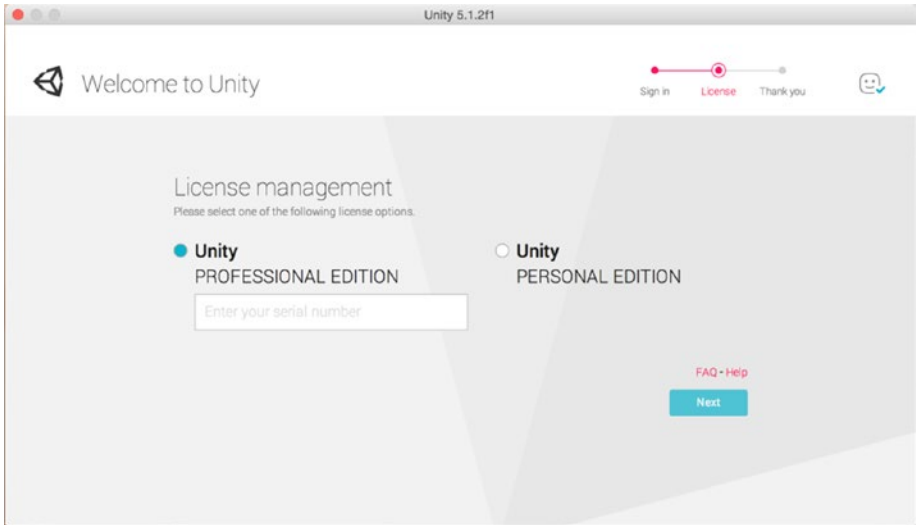 Unity 5.1.2f1
Welcome to Unity
Sign in License Thank you
License management
Please select one of the following license options.
Unity
PROFESSIONAL EDITION
Enter your serial number
Unity
PERSONAL EDITION
FAQ - Help
Next